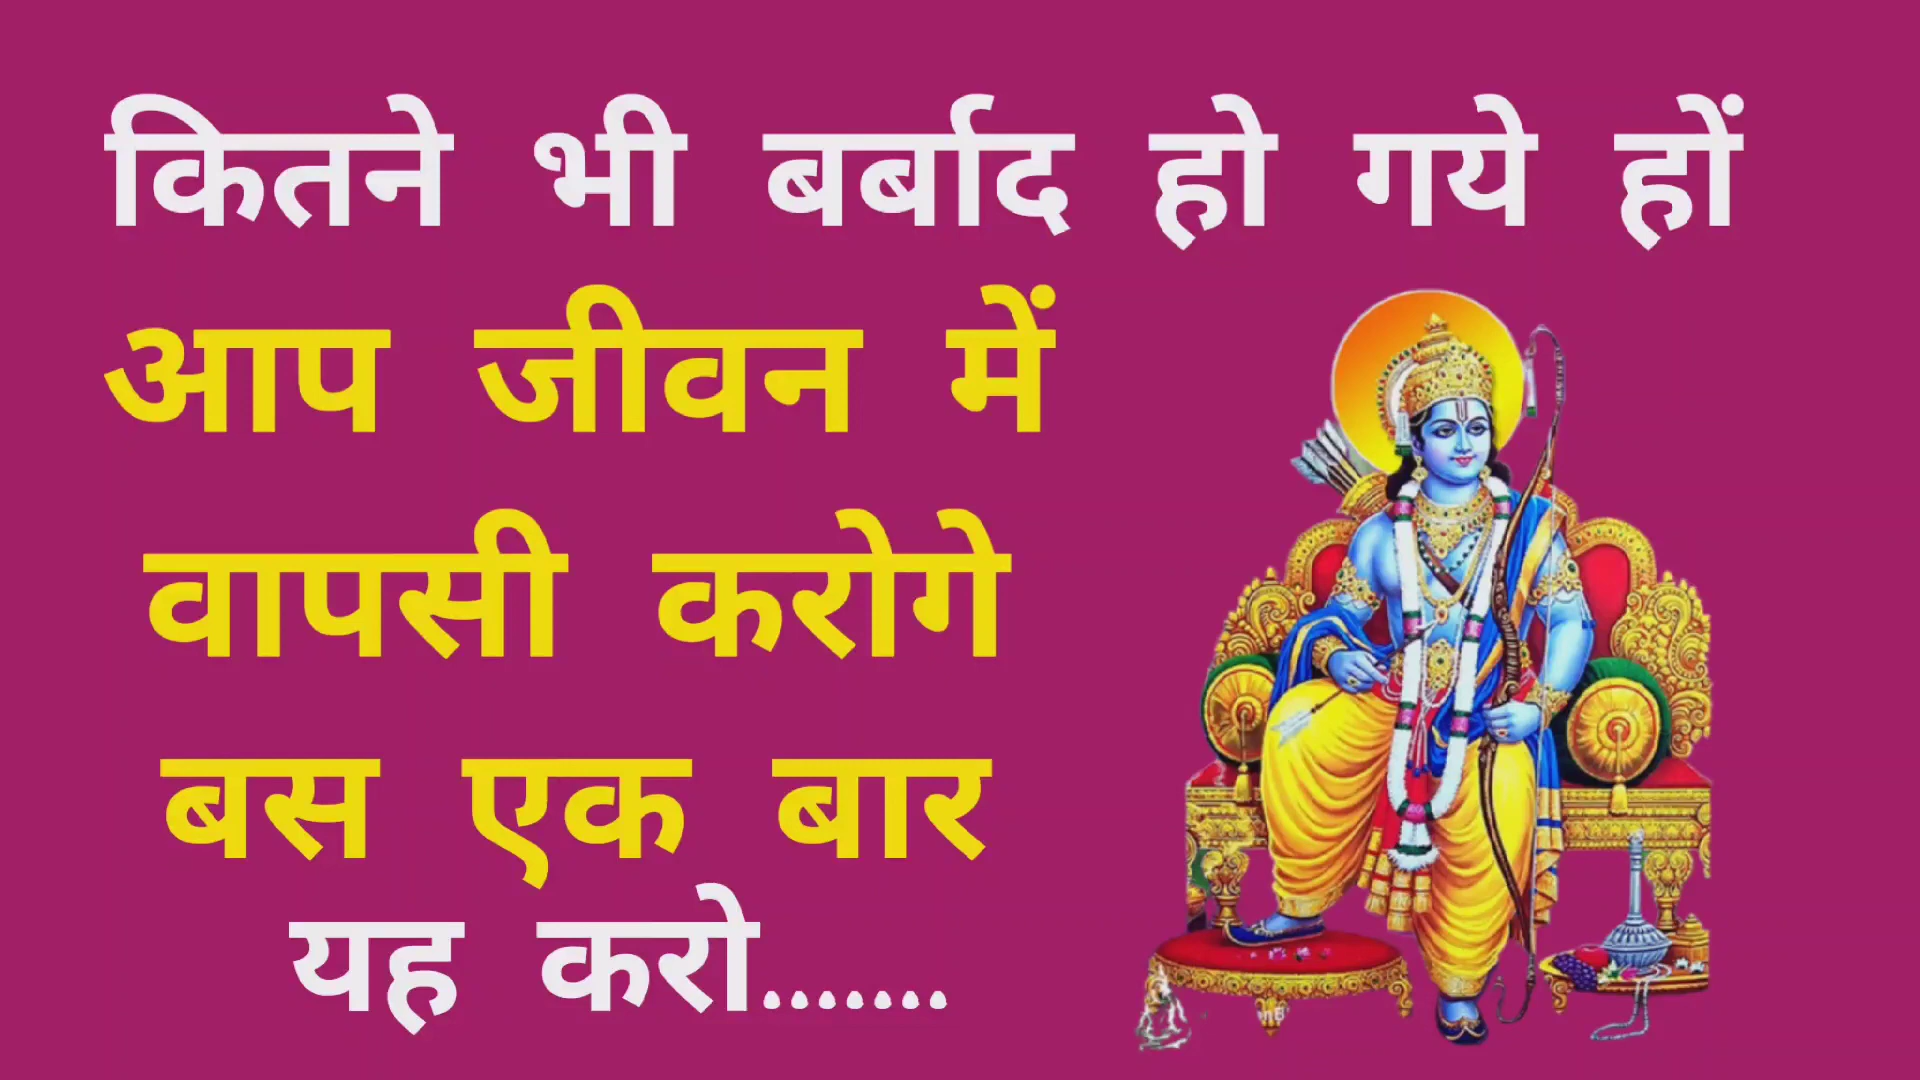 कितने भी बर्बाद हो गये हों
आप जीवन में
वापसी करोगे
बस एक बार
यह करो.......